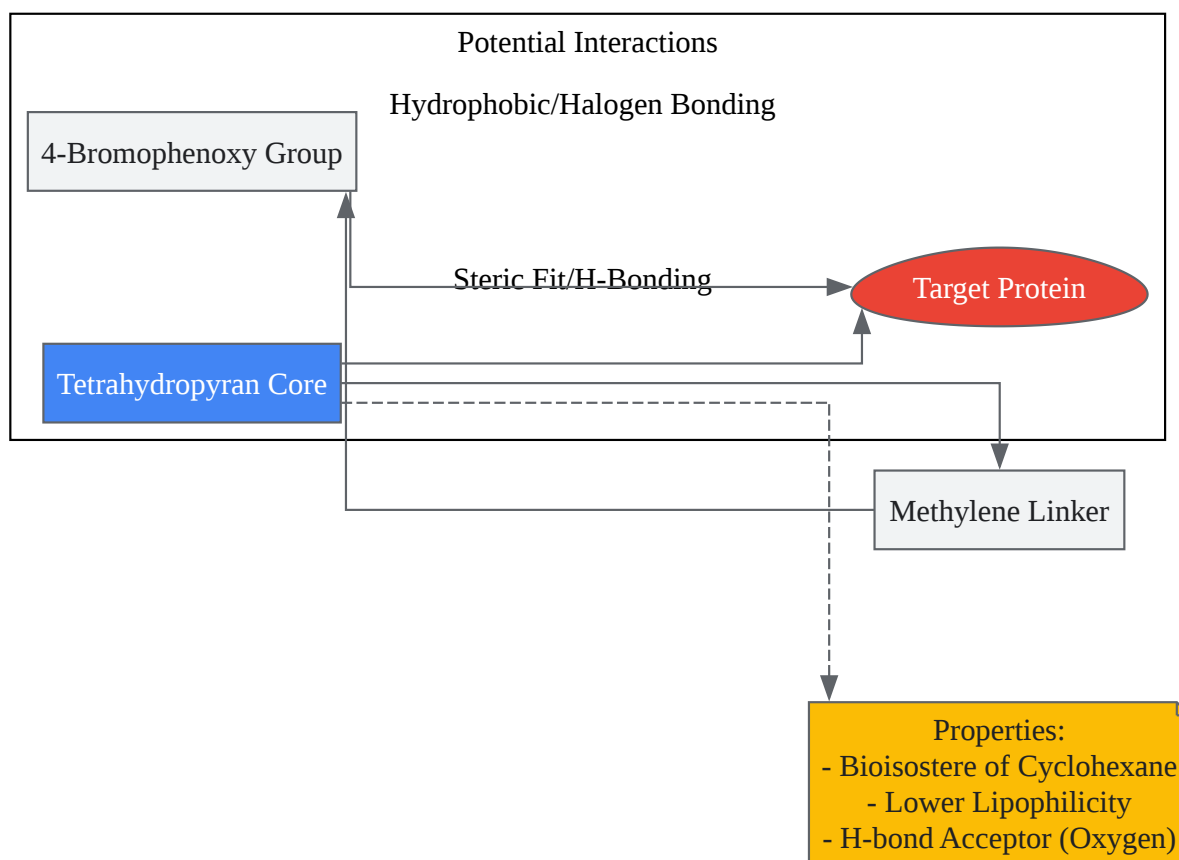 Potential Interactions
Hydrophobic/Halogen Bonding
4-Bromophenoxy Group
Steric Fit/H-Bonding
Target Protein
Tetrahydropyran Core
Methylene Linker
Properties:
- Bioisostere of Cyclohexane
- Lower Lipophilicity
- H-bond Acceptor (Oxygen)